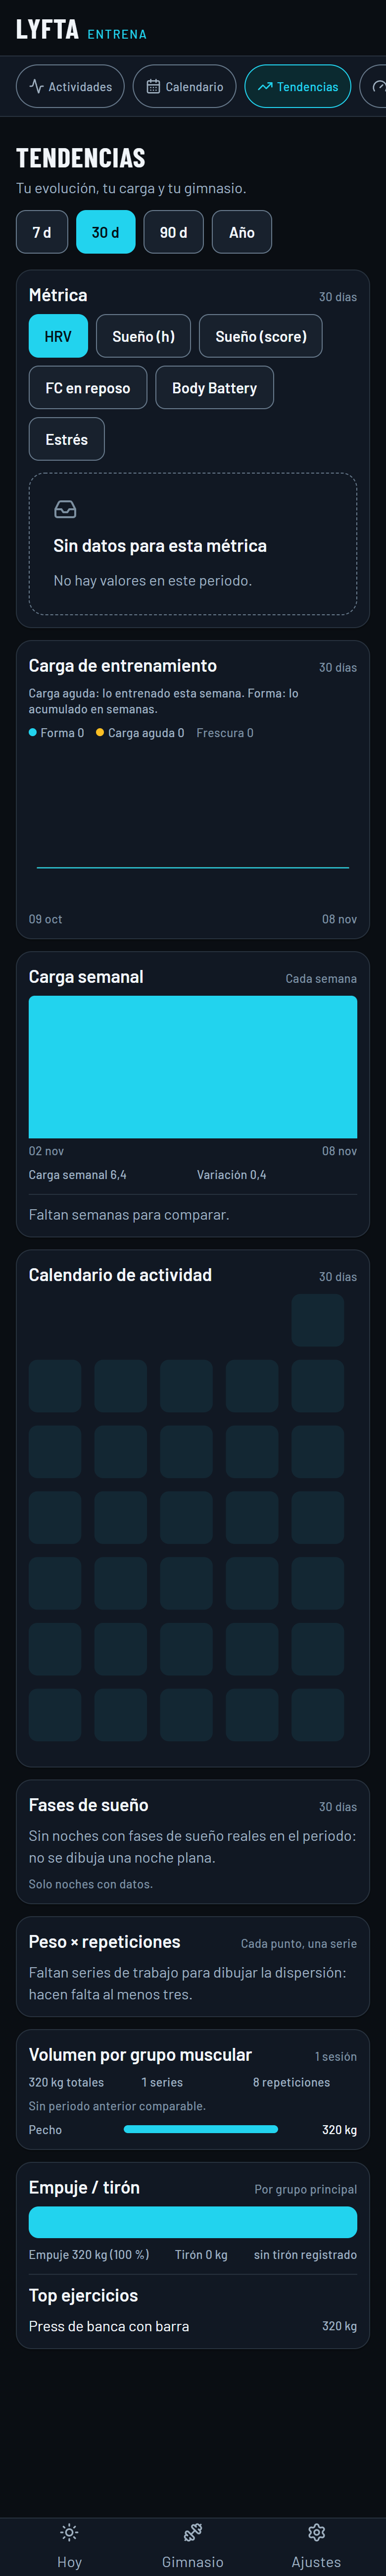 LYFTA ENTRENA
Actividades Calendario Tendencias
TENDENCIAS
Tu evolución, tu carga y tu gimnasio.
7 d 30 d 90 d Año
Métrica 30 días
HRV Sueño (h) Sueño (score)
FC en reposo Body Battery
Estrés
Sin datos para esta métrica
No hay valores en este periodo.
Carga de entrenamiento 30 días
Carga aguda: lo entrenado esta semana. Forma: lo
acumulado en semanas.
Forma 0 Carga aguda 0 Frescura 0
09 oct 08 nov
Carga semanal Cada semana
02 nov 08 nov
Carga semanal 6,4 Variación 0,4
Faltan semanas para comparar.
Calendario de actividad 30 días
Fases de sueño 30 días
Sin noches con fases de sueño reales en el periodo:
no se dibuja una noche plana.
Solo noches con datos.
Peso × repeticiones Cada punto, una serie
Faltan series de trabajo para dibujar la dispersión:
hacen falta al menos tres.
Volumen por grupo muscular 1 sesión
320 kg totales 1 series 8 repeticiones
Sin periodo anterior comparable.
Pecho 320 kg
Empuje / tirón Por grupo principal
Empuje 320 kg (100 %) Tirón 0 kg sin tirón registrado
Top ejercicios
Press de banca con barra 320 kg
Hoy Gimnasio Ajustes